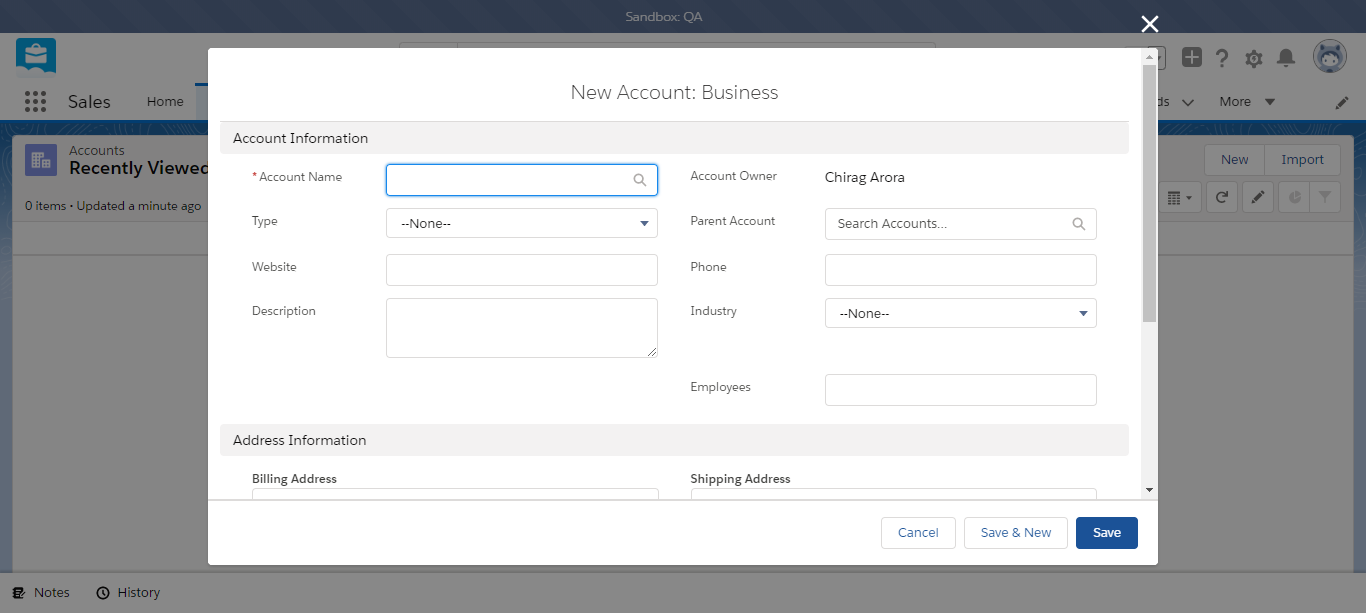 Sandbox: QA
Sales
Home
More
New Account: Business
Accounts
Recently Viewed
0 items • Updated a minute ago
New
Import
Account Information
*Account Name
Account Owner
Chirag Arora
Type
--None--
Parent Account
Search Accounts...
Website
Phone
Description
Industry
--None--
Employees
Address Information
Billing Address
Shipping Address
Cancel
Save & New
Save
Notes
History